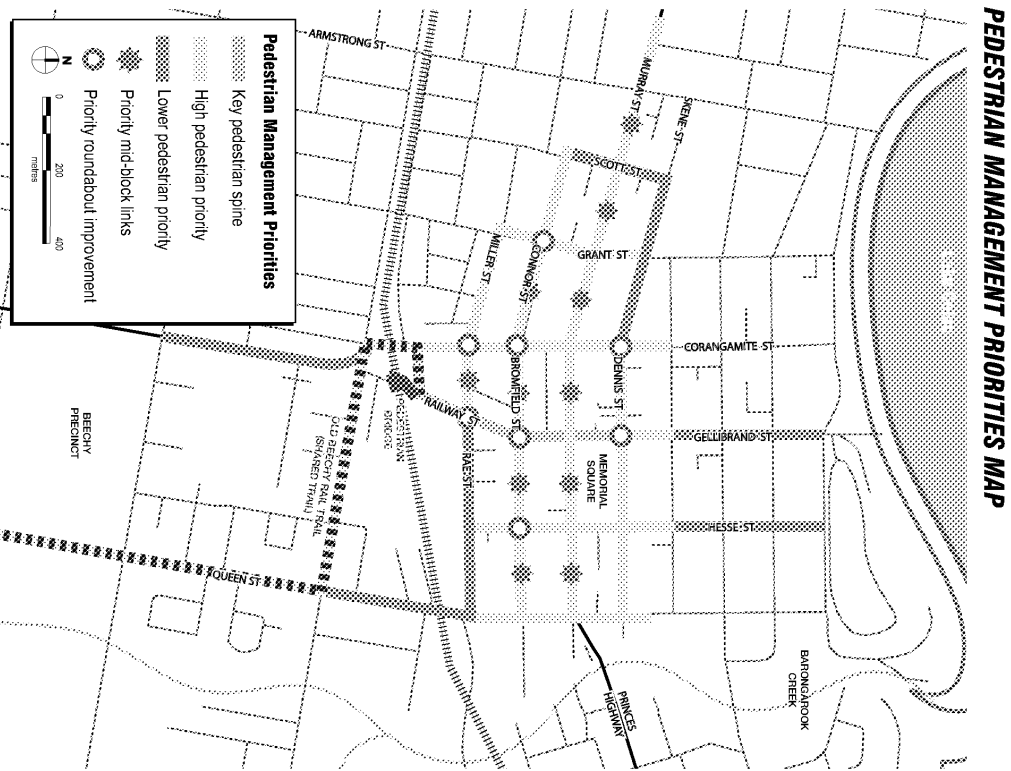 PEDESTRIAN MANAGEMENT PRIORITIES MAP
Pedestrian Management Priorities
Key pedestrian spine
High pedestrian priority
Lower pedestrian priority
Priority mid-block links
Priority roundabout improvement
N
0 200 400
metres
ARMSTRONG ST
MURRAY ST
SKENE ST
SCOTT ST
GRANT ST
MILLER ST
CONNOR ST
CORANGAMITE ST
BROMFIELD ST
DENNIS ST
RAILWAY ST
GELLIBRAND ST
RAE ST
MEMORIAL
SQUARE
HESSE ST
PEDESTRIAN
BRIDGE
OLD BEECHY RAIL TRAIL
(SHARED TRAIL)
BEECHY
PRECINCT
QUEEN ST
PRINCES
HIGHWAY
BARONGAROOK
CREEK